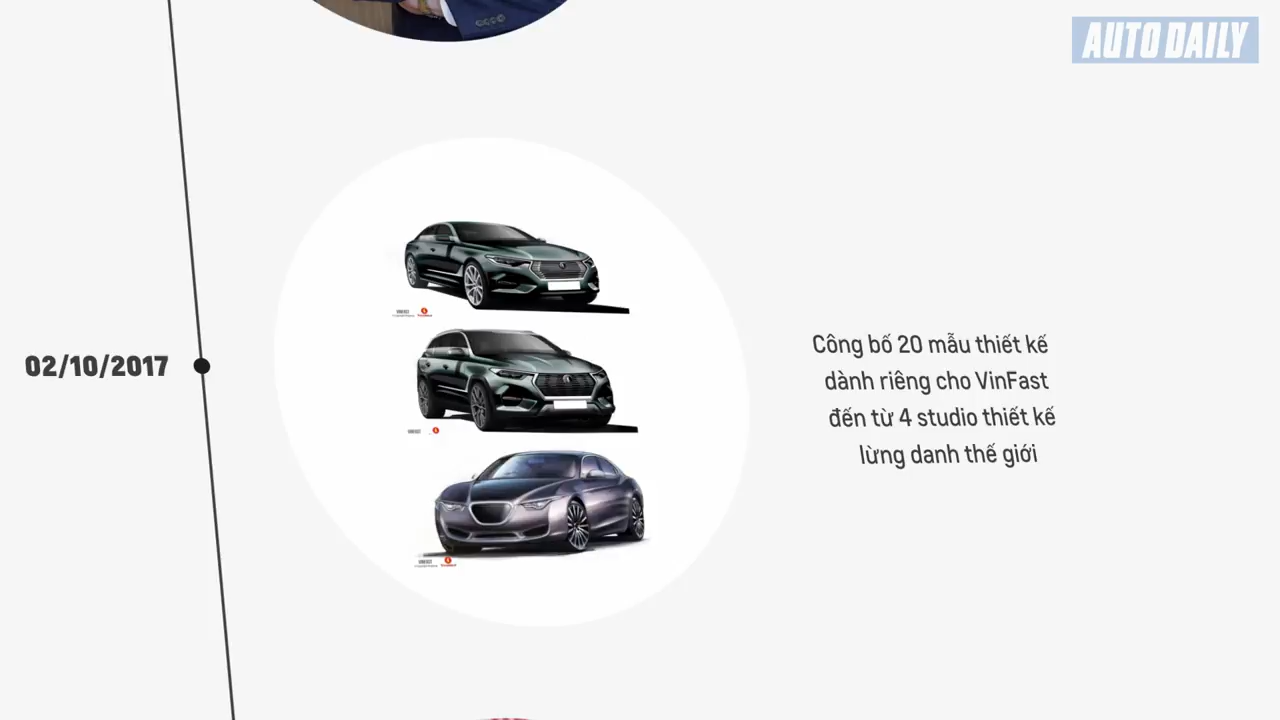 AUTO DAILY
02/10/2017
Công bố 20 mẫu thiết kế
dành riêng cho VinFast
đến từ 4 studio thiết kế
lừng danh thế giới